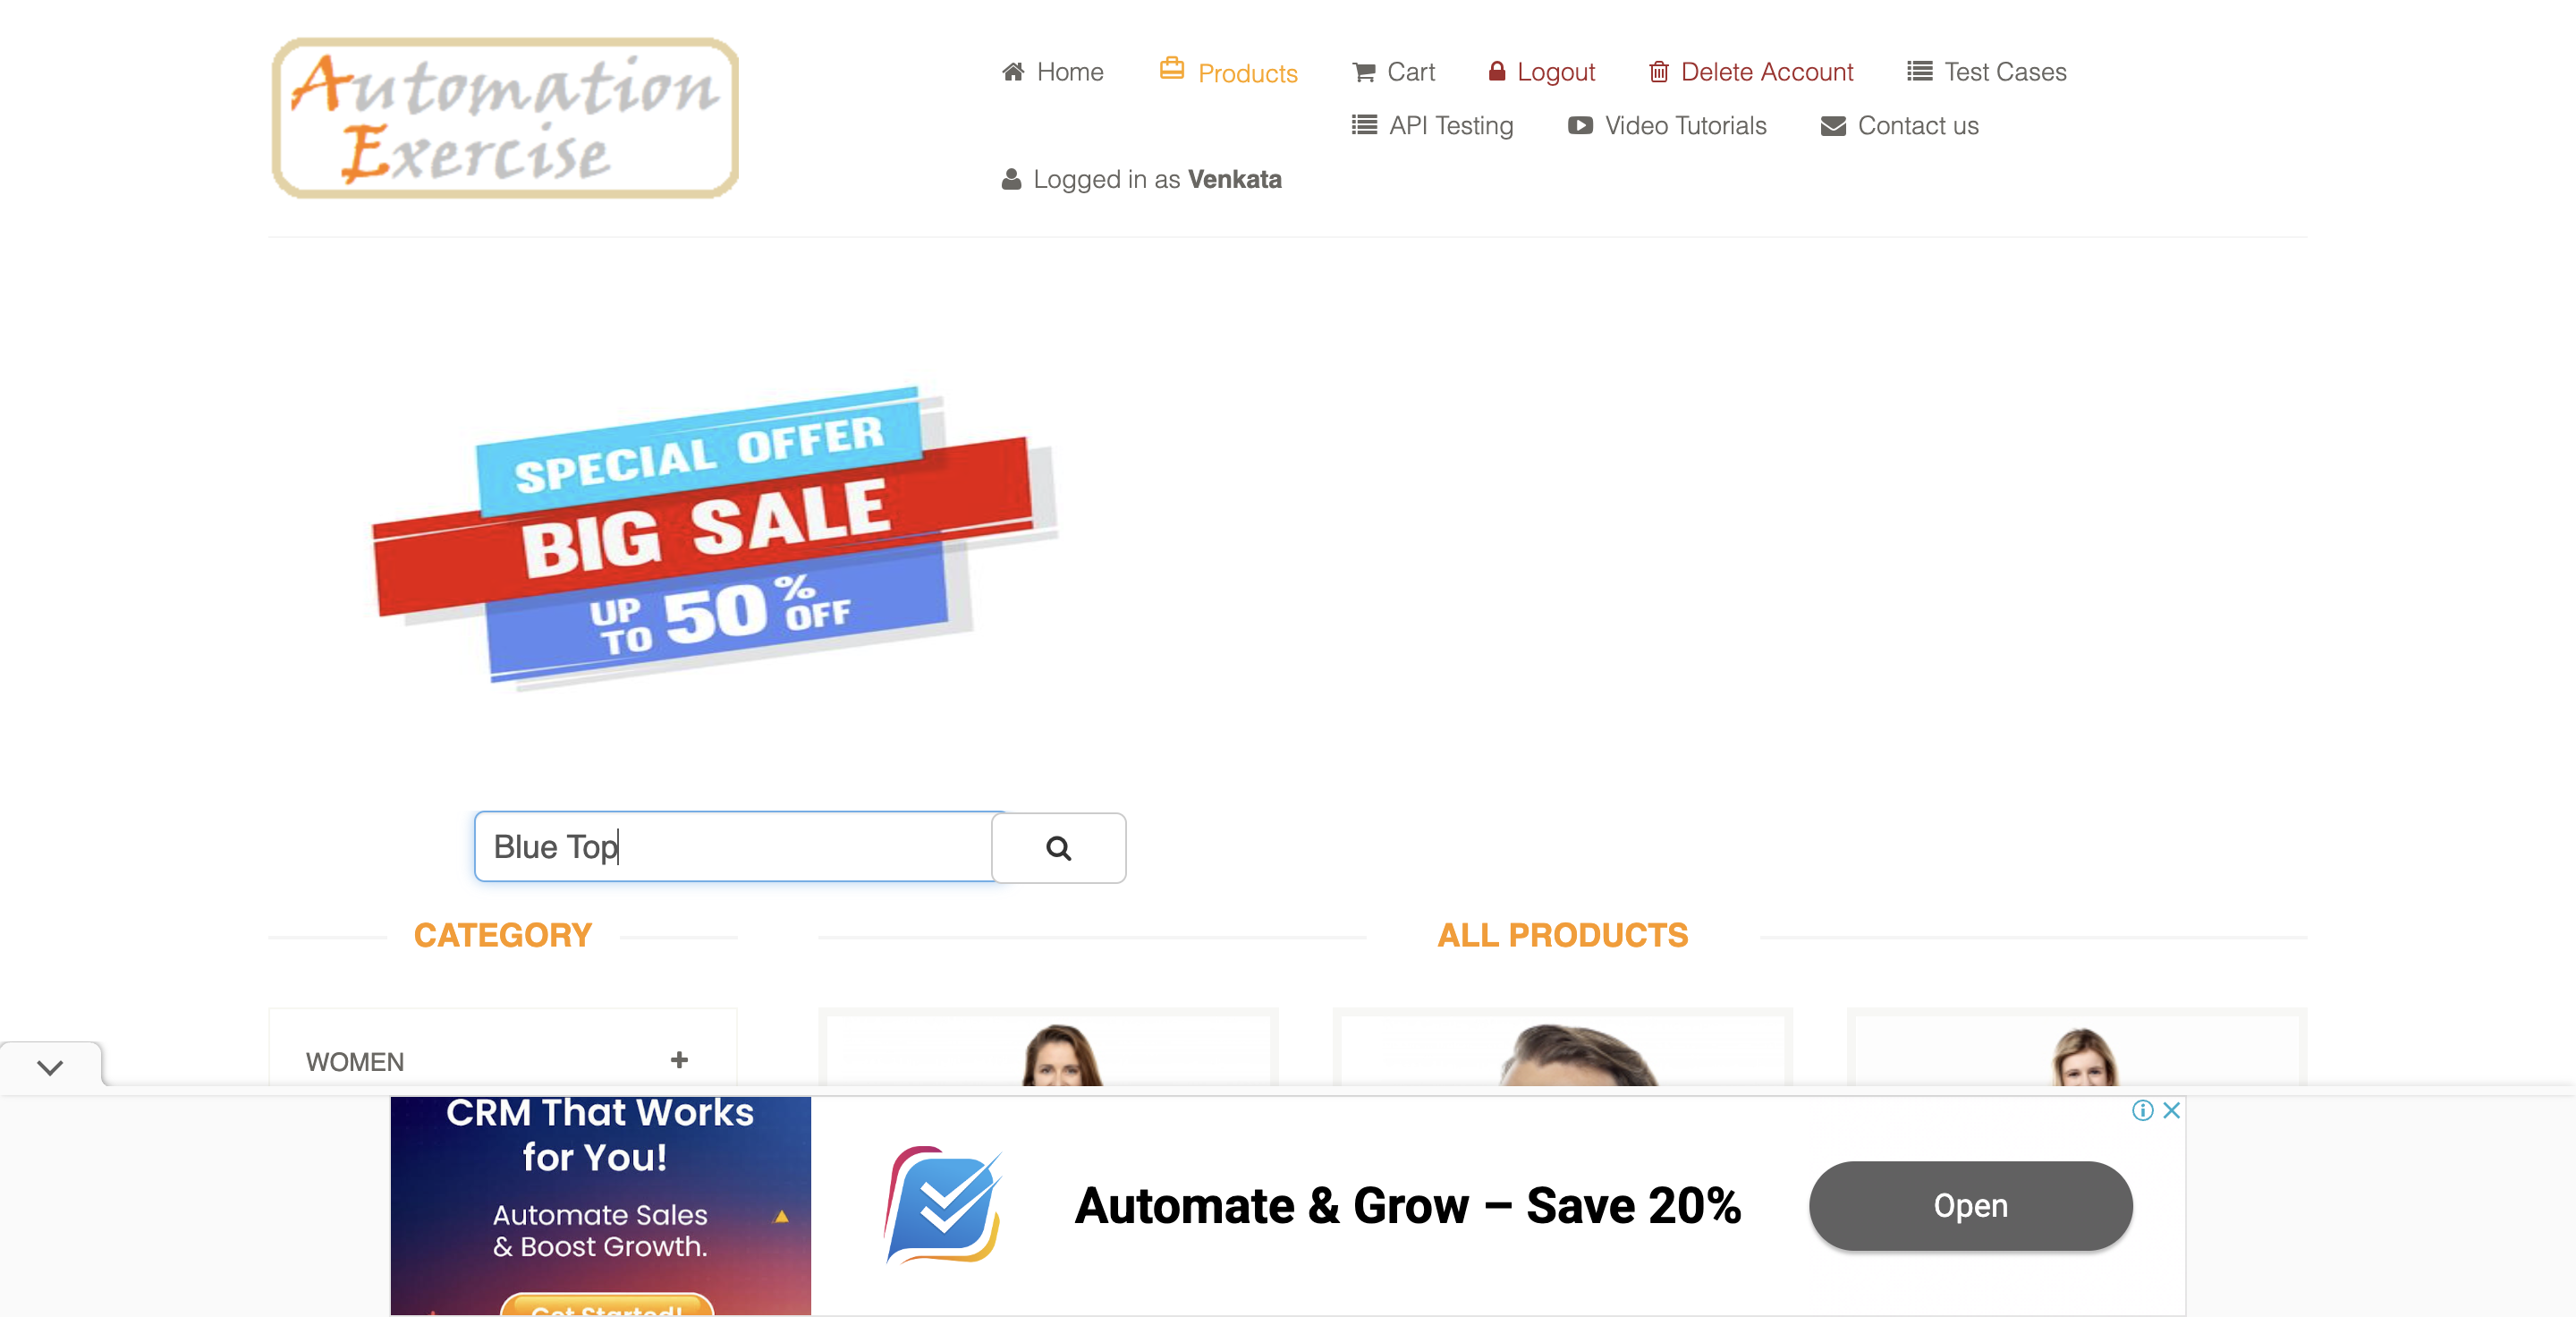 Automation
Exercise
Home
Products
Cart
Logout
Delete Account
Test Cases
API Testing
Video Tutorials
Contact us
Logged in as Venkata
SPECIAL OFFER
BIG SALE
UP TO 50% OFF
Blue Top
CATEGORY
ALL PRODUCTS
WOMEN
CRM That Works
for You!
Automate Sales
& Boost Growth.
Get Started!
Automate & Grow – Save 20%
Open